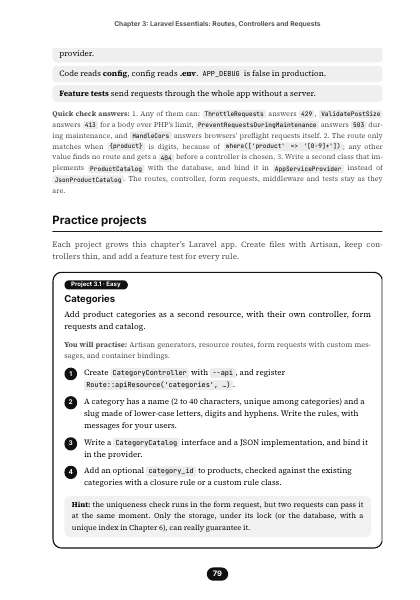 Chapter 3: Laravel Essentials: Routes, Controllers and Requests
provider.
Code reads config, config reads .env. APP_DEBUG is false in production.
Feature tests send requests through the whole app without a server.
Quick check answers: 1. Any of them can: ThrottleRequests answers 429, ValidatePostSize
answers 413 for a body over PHP's limit, PreventRequestsDuringMaintenance answers 503 dur-
ing maintenance, and HandleCors answers browsers' preflight requests itself. 2. The route only
matches when {product} is digits, because of where(['product' => '[0-9]+']); any other
value finds no route and gets a 404 before a controller is chosen. 3. Write a second class that im-
plements ProductCatalog with the database, and bind it in AppServiceProvider instead of
JsonProductCatalog. The routes, controller, form requests, middleware and tests stay as they
are.
Practice projects
Each project grows this chapter's Laravel app. Create files with Artisan, keep con-
trollers thin, and add a feature test for every rule.
Project 3.1 · Easy
Categories
Add product categories as a second resource, with their own controller, form
requests and catalog.
You will practise: Artisan generators, resource routes, form requests with custom mes-
sages, and container bindings.
1 Create CategoryController with --api, and register
Route::apiResource('categories', …).
2 A category has a name (2 to 40 characters, unique among categories) and a
slug made of lower-case letters, digits and hyphens. Write the rules, with
messages for your users.
3 Write a CategoryCatalog interface and a JSON implementation, and bind it
in the provider.
4 Add an optional category_id to products, checked against the existing
categories with a closure rule or a custom rule class.
Hint: the uniqueness check runs in the form request, but two requests can pass it
at the same moment. Only the storage, under its lock (or the database, with a
unique index in Chapter 6), can really guarantee it.
79